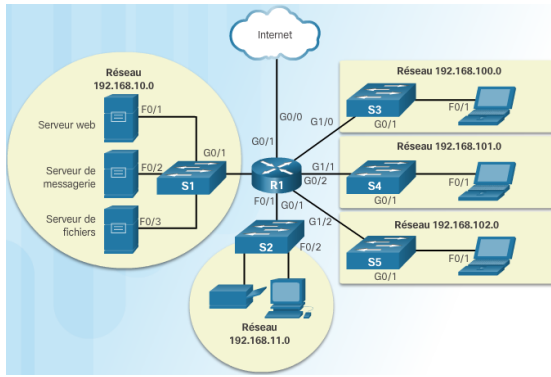 Internet
Réseau
192.168.10.0
F0/1
Serveur web
F0/2
Serveur de
messagerie
G0/1
S1
F0/3
Serveur de
fichiers
G0/0
G0/1
G1/0
R1
G1/1
G0/2
F0/1
G0/1
G1/2
S2
F0/2
Réseau
192.168.11.0
Réseau 192.168.100.0
S3
F0/1
G0/1
Réseau 192.168.101.0
S4
F0/1
G0/1
Réseau 192.168.102.0
S5
F0/1
G0/1